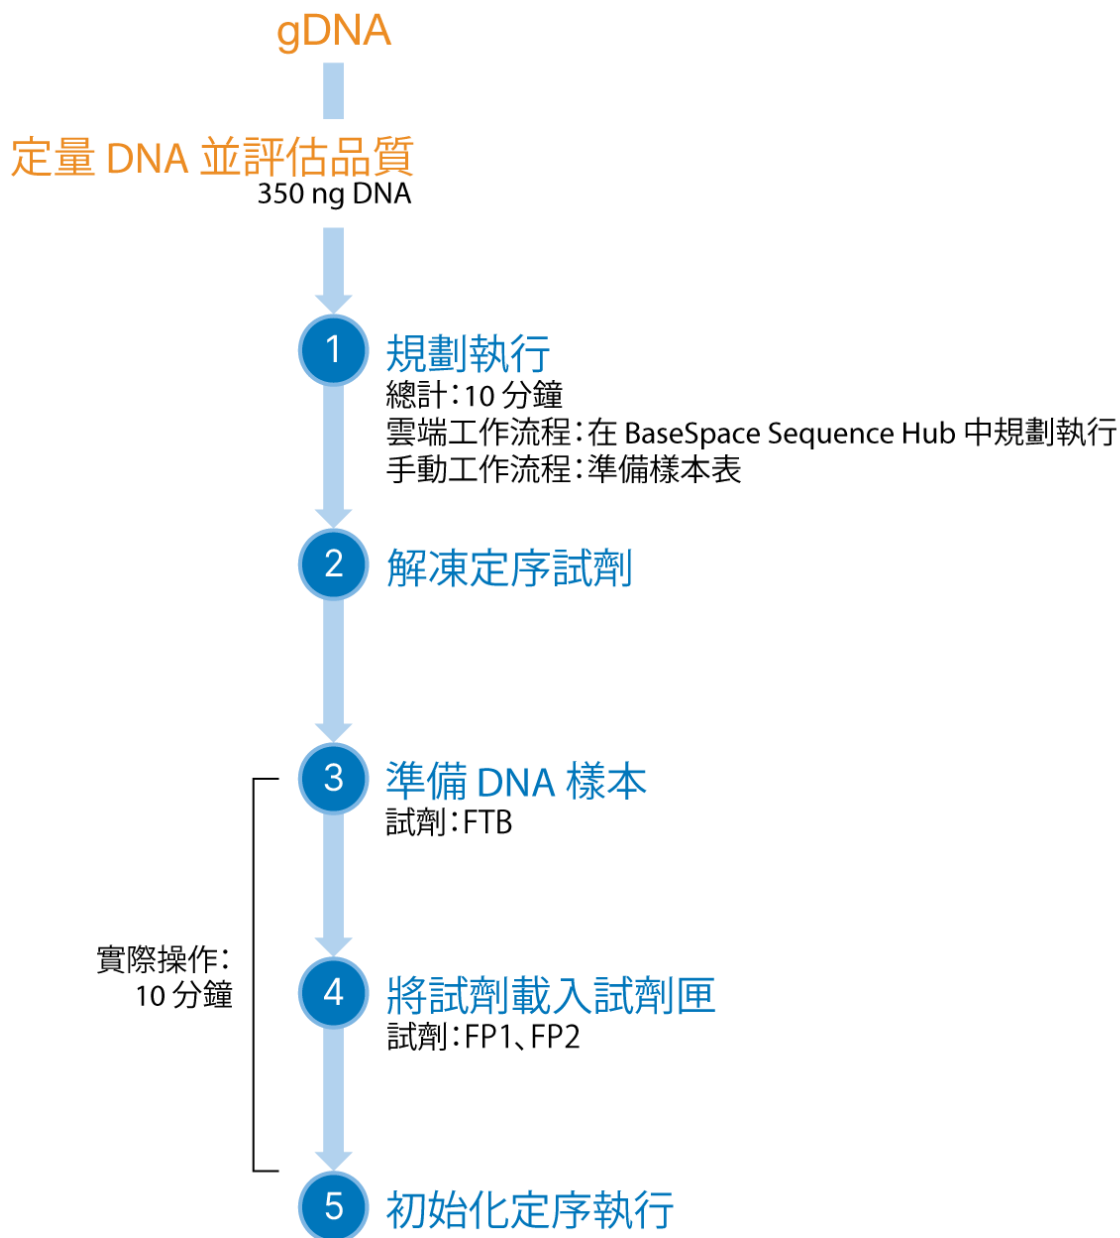 gDNA
定量 DNA 並評估品質
350 ng DNA
1
規劃執行
總計：10 分鐘
雲端工作流程：在 BaseSpace Sequence Hub 中規劃執行
手動工作流程：準備樣本表
2
解凍定序試劑
3
準備 DNA 樣本
試劑：FTB
實際操作：
10 分鐘
4
將試劑載入試劑匣
試劑：FP1、FP2
5
初始化定序執行